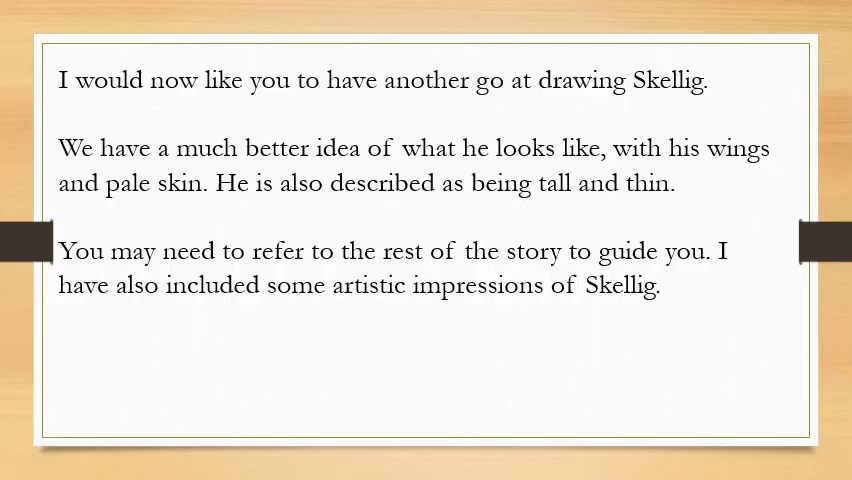 I would now like you to have another go at drawing Skellig.
We have a much better idea of what he looks like, with his wings
and pale skin. He is also described as being tall and thin.
You may need to refer to the rest of the story to guide you. I
have also included some artistic impressions of Skellig.